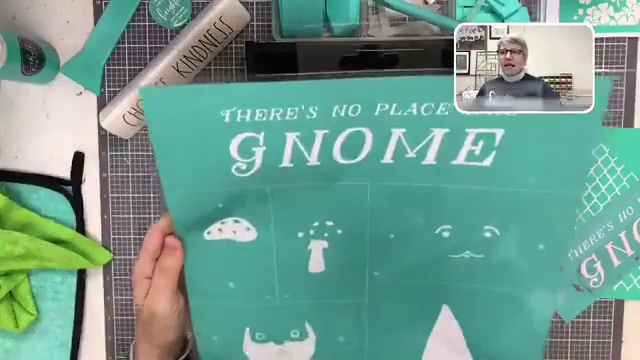 CHOOSE KINDNESS
THERE'S NO PLACE
GNOME
THERE'S NO
GNO